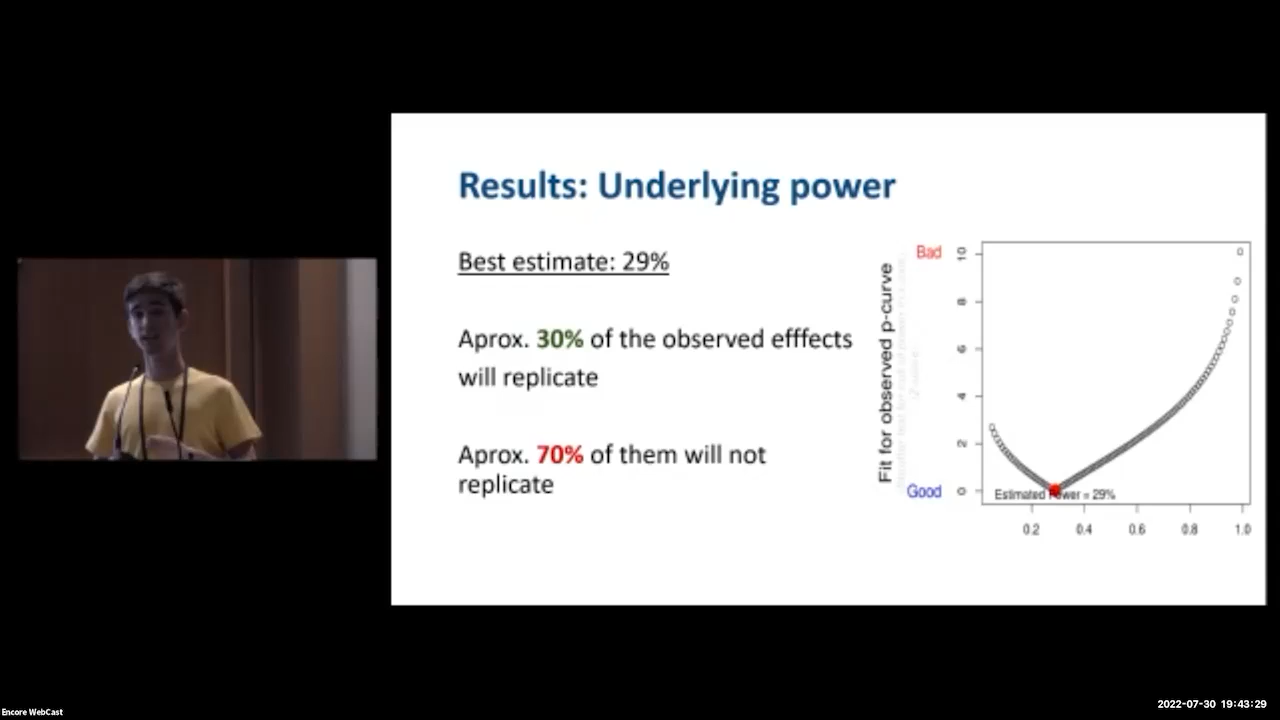 Results: Underlying power
Best estimate: 29%
Aprox. 30% of the observed efffects
will replicate
Aprox. 70% of them will not
replicate
Fit for observed p-curve
Bad
Good
10
8
6
4
2
0
Estimated Power = 29%
0.2 0.4 0.6 0.8 1.0
2022-07-30 19:43:29
Encore WebCast